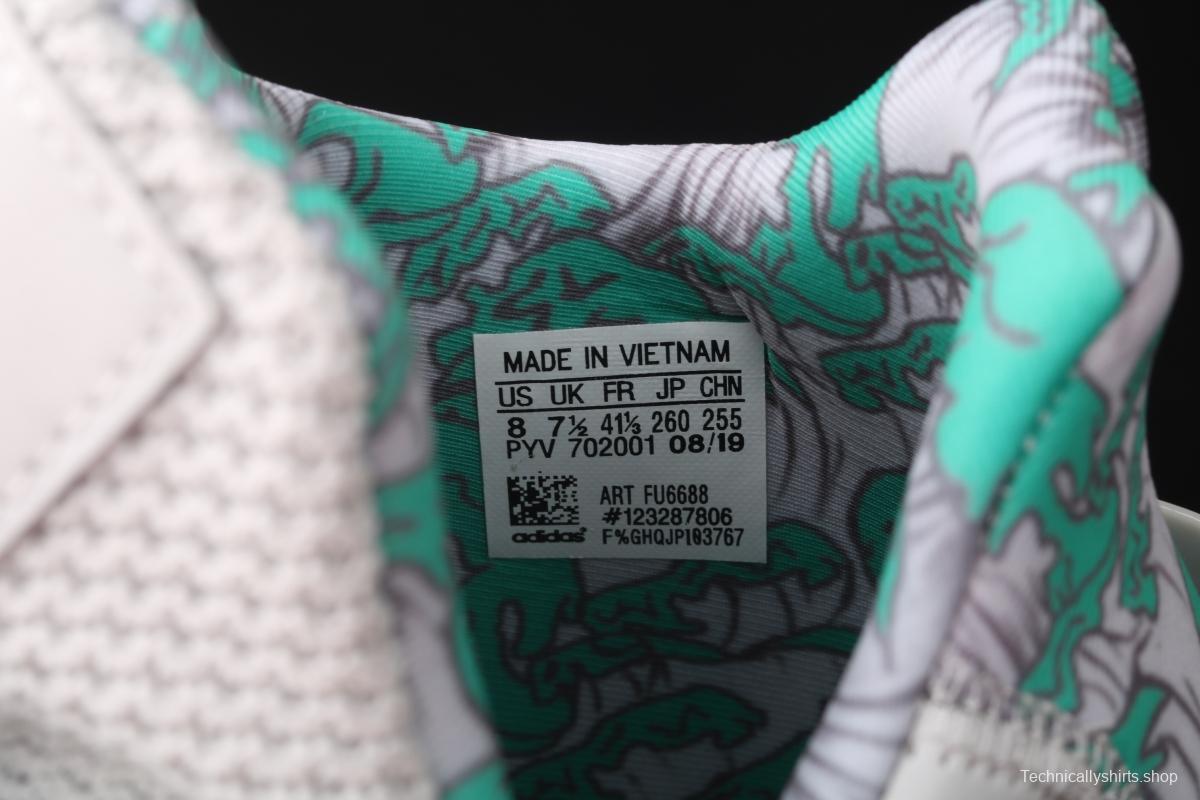 MADE IN VIETNAM
US UK FR JP CHN
8 7½ 41⅓ 260 255
PYV 702001 08/19
ART FU6688
#123287806
adidas F%GHQJPI03767
Technicallyshirts.shop